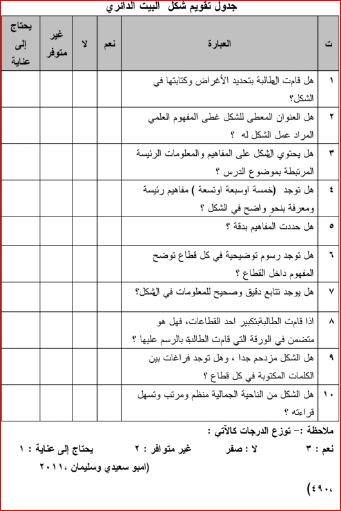 جدول تقويم شكل البيت الدائري
ت العبارة نعم لا غير متوفر يحتاج إلى عناية
١ هل قامت الطالبة بتحديد الأغراض وكتابتها في
الشكل؟
٢ هل العنوان المعطى للشكل غطى المفهوم العلمي
المراد عمل الشكل له ؟
٣ هل يحتوي الشكل على المفاهيم والمعلومات الرئيسة
المرتبطة بموضوع الدرس ؟
٤ هل توجد (خمسة اوسبعة اوتسعة ) مفاهيم رئيسة
ومعرفة بنحو واضح في الشكل ؟
٥ هل حددت المفاهيم بدقة ؟
٦ هل توجد رسوم توضيحية في كل قطاع توضح
المفهوم داخل القطاع ؟
٧ هل يوجد تتابع دقيق وصحيح للمعلومات في الشكل؟
٨ اذا قامت الطالبة بتكبير احد القطاعات، فهل هو
متضمن في الورقة التي قامت الطالبة بالرسم عليها ؟
٩ هل الشكل مزدحم جدا ، وهل توجد فراغات بين
الكلمات المكتوبة في كل قطاع ؟
١٠ هل الشكل من الناحية الجمالية منظم ومرتب وتسهل
قراءته ؟
ملاحظة :- توزع الدرجات كالآتي :
نعم : ٣ لا : صفر غير متوافر : ٢ يحتاج إلى عناية : ١
(امبو سعيدي وسليمان ،٢٠١١
،٤٩٠)